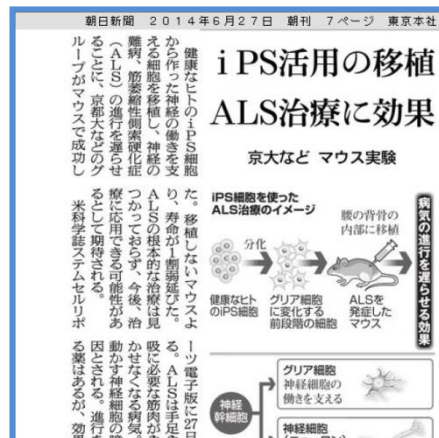 朝日新聞 2014年6月27日 朝刊 7ページ 東京本社
iPS活用の移植
ALS治療に効果
京大など マウス実験
健康なヒトのiPS細胞
から作った神経の働きを支
える細胞を移植し、神経の
難病、筋萎縮性側索硬化症
(ALS)の進行を遅らせ
ることに、京都大などのグ
ループがマウスで成功し
た。移植しないマウスよ
り、寿命が1割弱延びた。
ALSの根本的な治療は見
つかっておらず、今後、治
療に応用できる可能性があ
るとして期待される。
米科学誌ステムセルリポ
ーツ電子版に27日
る。ALSは手足や
吸に必要な筋肉が
かせなくなる病気。
動かす神経細胞の
因とされる。進行を
る薬はあるが、効果
iPS細胞を使った
ALS治療のイメージ
分化
腰の背骨の
内部に移植
健康なヒト
のiPS細胞
グリア細胞
に変化する
前段階の細胞
ALSを
発症した
マウス
病気の進行を遅らせる効果
神経
幹細胞
グリア細胞
神経細胞の
働きを支える
神経細胞